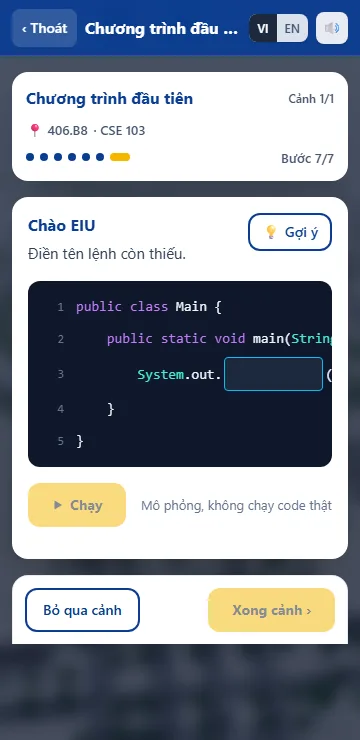 ‹ Thoát
Chương trình đầu ...
VI EN
Chương trình đầu tiên
Cảnh 1/1
406.B8 · CSE 103
Bước 7/7
Chào EIU
Gợi ý
Điền tên lệnh còn thiếu.
1 public class Main {
2 public static void main(String
3 System.out. (
4 }
5 }
Chạy
Mô phỏng, không chạy code thật
Bỏ qua cảnh
Xong cảnh ›